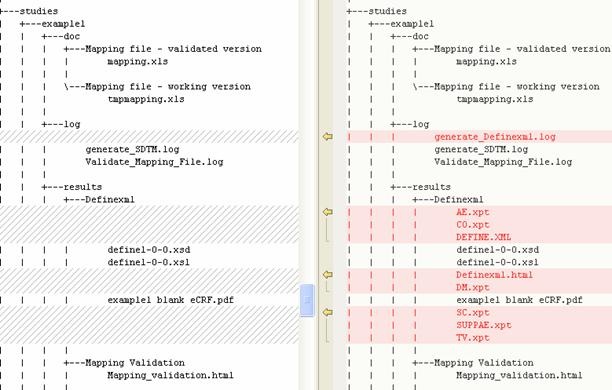 +---studies
+---example1
+---doc
+---Mapping file - validated version
mapping.xls
\---Mapping file - working version
tmpmapping.xls
+---log
generate_SDTM.log
Validate_Mapping_File.log
+---results
+---Definexml
define1-0-0.xsd
define1-0-0.xsl
example1 blank eCRF.pdf
+---Mapping Validation
Mapping_validation.html
+---studies
+---example1
+---doc
+---Mapping file - validated version
mapping.xls
\---Mapping file - working version
tmpmapping.xls
+---log
generate_Definexml.log
generate_SDTM.log
Validate_Mapping_File.log
+---results
+---Definexml
AE.xpt
CO.xpt
DEFINE.XML
define1-0-0.xsd
define1-0-0.xsl
Definexml.html
DM.xpt
example1 blank eCRF.pdf
SC.xpt
SUPPAE.xpt
TV.xpt
+---Mapping Validation
Mapping_validation.html